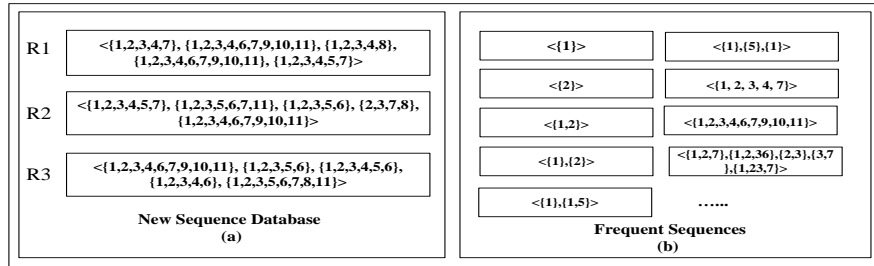 R1
<{1,2,3,4,7}, {1,2,3,4,6,7,9,10,11}, {1,2,3,4,8},
{1,2,3,4,6,7,9,10,11}, {1,2,3,4,5,7}>
R2
<{1,2,3,4,5,7}, {1,2,3,5,6,7,11}, {1,2,3,5,6}, {2,3,7,8},
{1,2,3,4,6,7,9,10,11}>
R3
<{1,2,3,4,6,7,9,10,11}, {1,2,3,5,6}, {1,2,3,4,5,6},
{1,2,3,4,6}, {1,2,3,5,6,7,8,11}>
New Sequence Database
(a)
<{1}>
<{1},{5},{1}>
<{2}>
<{1, 2, 3, 4, 7}>
<{1,2}>
<{1,2,3,4,6,7,9,10,11}>
<{1},{2}>
<{1,2,7},{1,2,36},{2,3},{3,7
},{1,23,7}>
<{1},{1,5}>
…...
Frequent Sequences
(b)